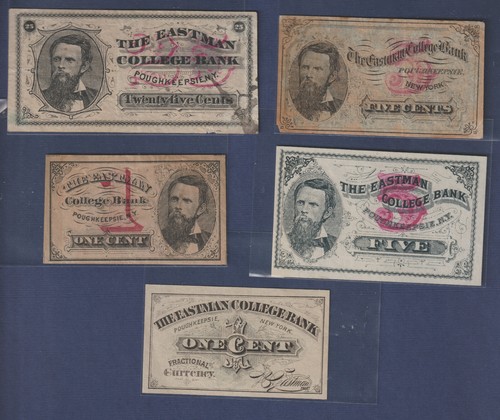 25 25
THE EASTMAN
COLLEGE BANK
POUGHKEEPSIE N.Y.
Twenty five Cents
The Eastman College Bank
POUGHKEEPSIE
NEW YORK
FIVE CENTS
THE EASTMAN
College Bank
POUGHKEEPSIE, N.Y.
ONE CENT
1
THE EASTMAN
COLLEGE BANK
POUGHKEEPSIE, N.Y.
FIVE
THE EASTMAN COLLEGE BANK
POUGHKEEPSIE, NEW YORK
ONE CENT
FRACTIONAL
Currency.